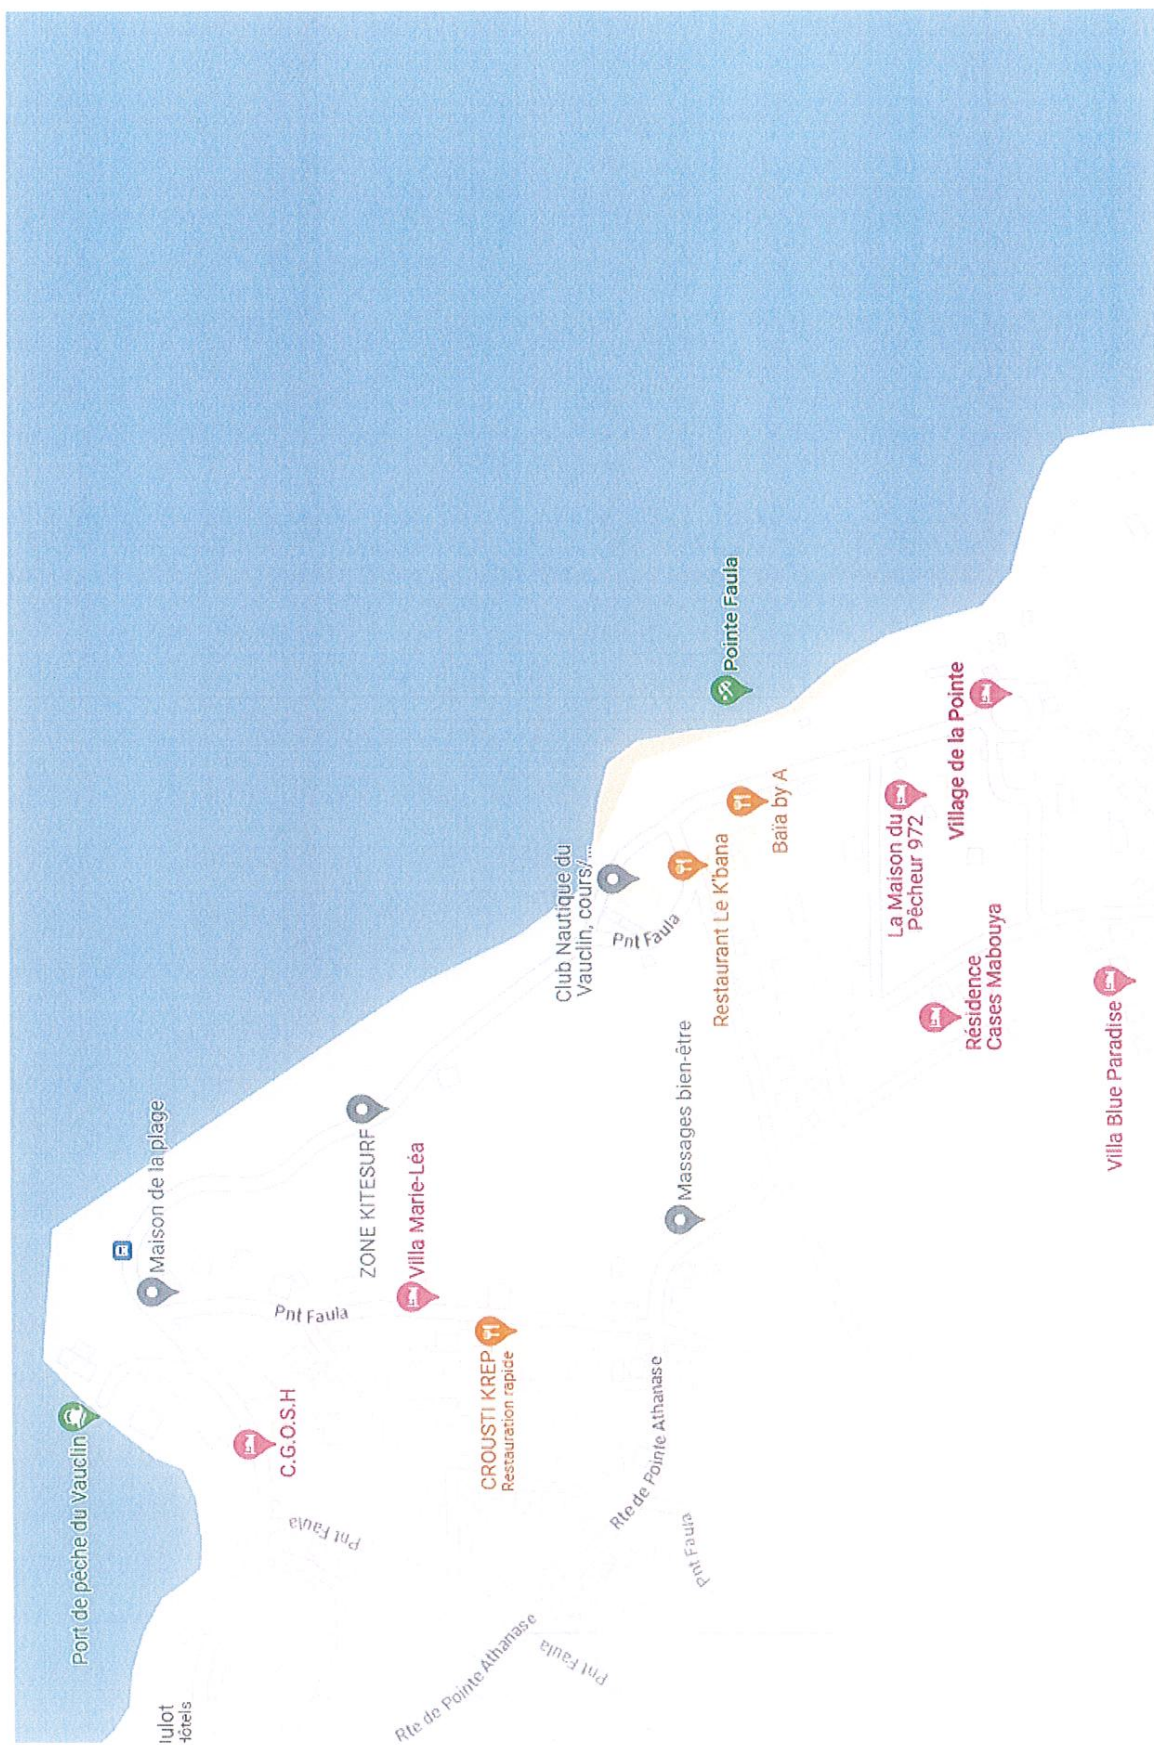 Port de pêche du Vauclin
Maison de la plage
lulot
Hôtels
C.G.O.S.H
Pnt Faula
Pnt Faula
ZONE KITESURF
Villa Marie-Léa
CROUSTI KREP
Restauration rapide
Rte de Pointe Athanase
Pnt Faula
Rte de Pointe Athanase
Pnt Faula
Club Nautique du
Vauclin, cours/...
Pnt Faula
Restaurant Le K'bana
Pointe Faula
Baïa by A
Massages bien-être
La Maison du
Pêcheur 972
Village de la Pointe
Résidence
Cases Mabouya
Villa Blue Paradise